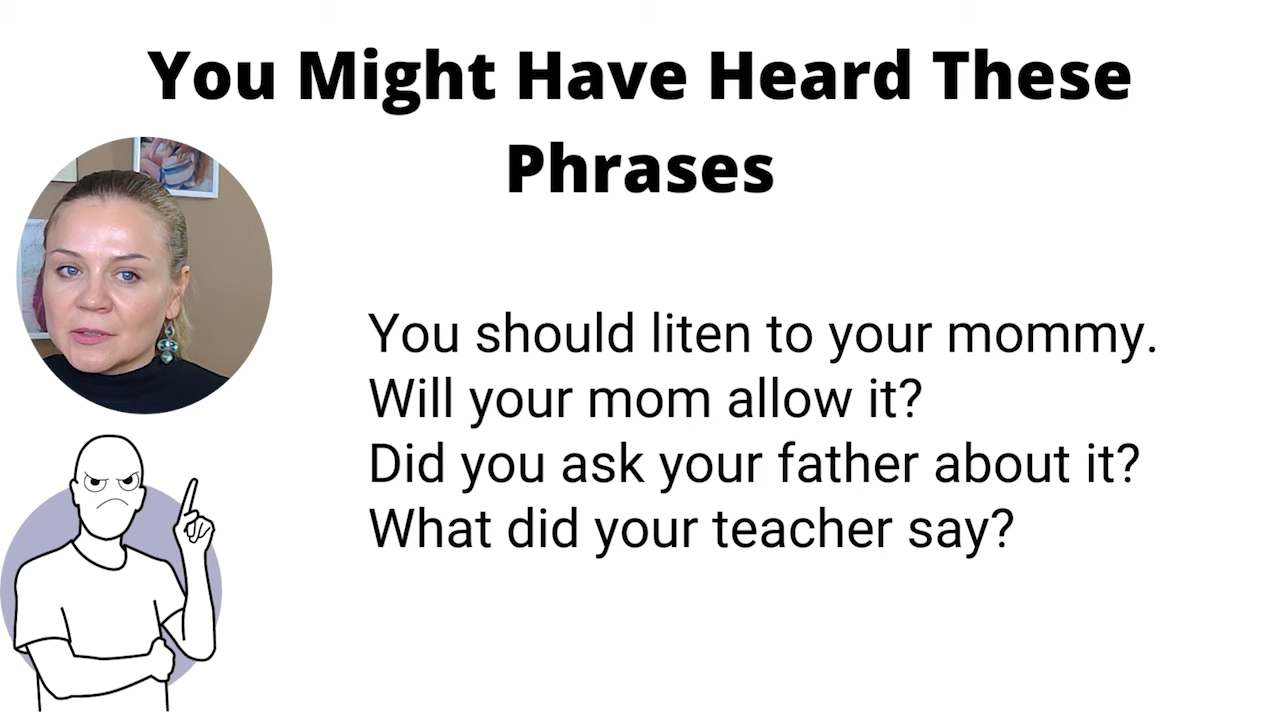 You Might Have Heard These
Phrases
You should liten to your mommy.
Will your mom allow it?
Did you ask your father about it?
What did your teacher say?